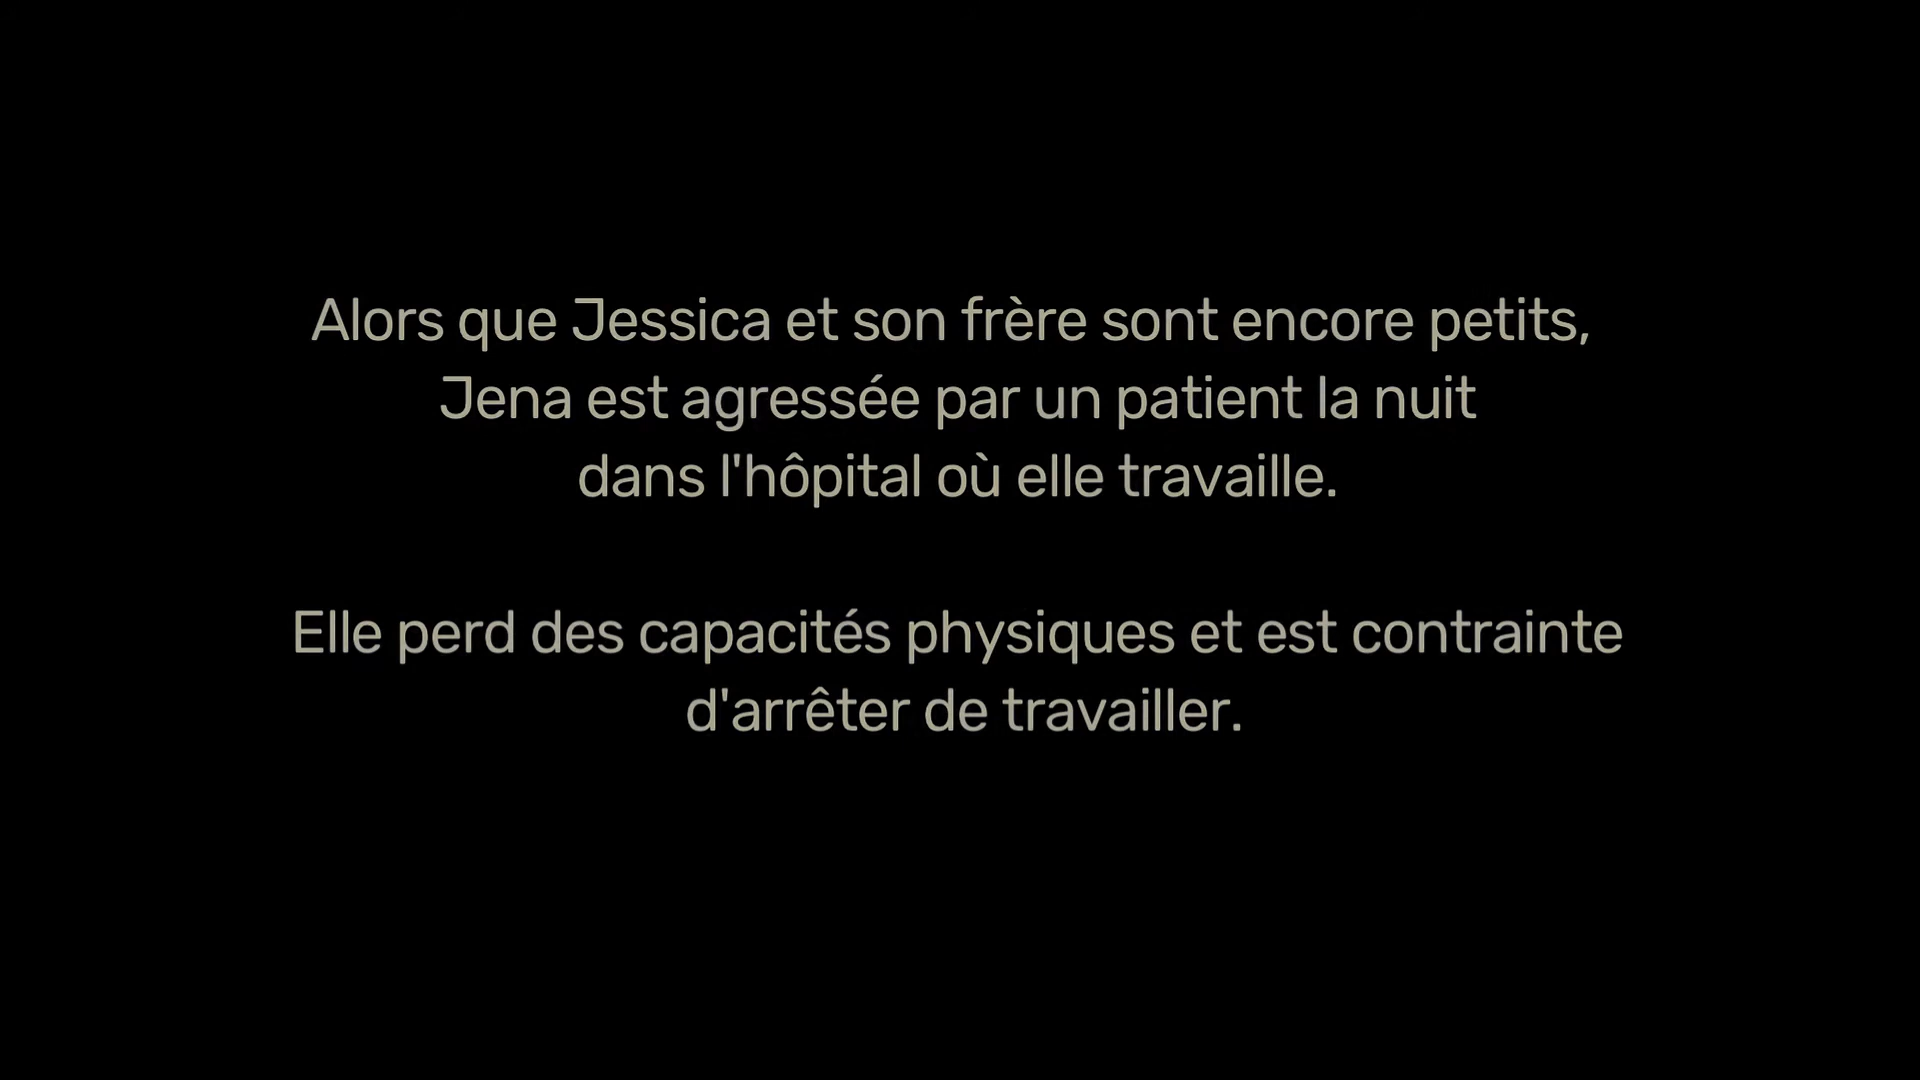 Alors que Jessica et son frère sont encore petits,
Jena est agressée par un patient la nuit
dans l'hôpital où elle travaille.
Elle perd des capacités physiques et est contrainte
d'arrêter de travailler.